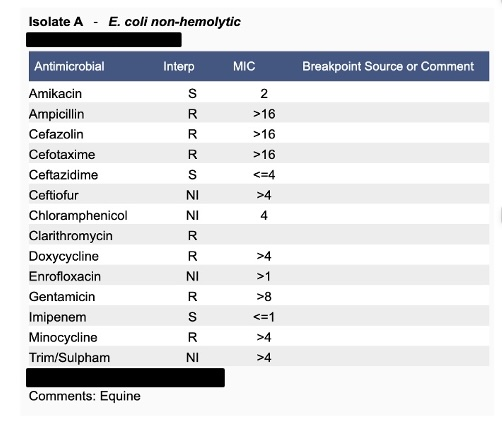 Isolate A - E. coli non-hemolytic
Antimicrobial Interp MIC Breakpoint Source or Comment
Amikacin S 2
Ampicillin R >16
Cefazolin R >16
Cefotaxime R >16
Ceftazidime S <=4
Ceftiofur NI >4
Chloramphenicol NI 4
Clarithromycin R
Doxycycline R >4
Enrofloxacin NI >1
Gentamicin R >8
Imipenem S <=1
Minocycline R >4
Trim/Sulpham NI >4
Comments: Equine